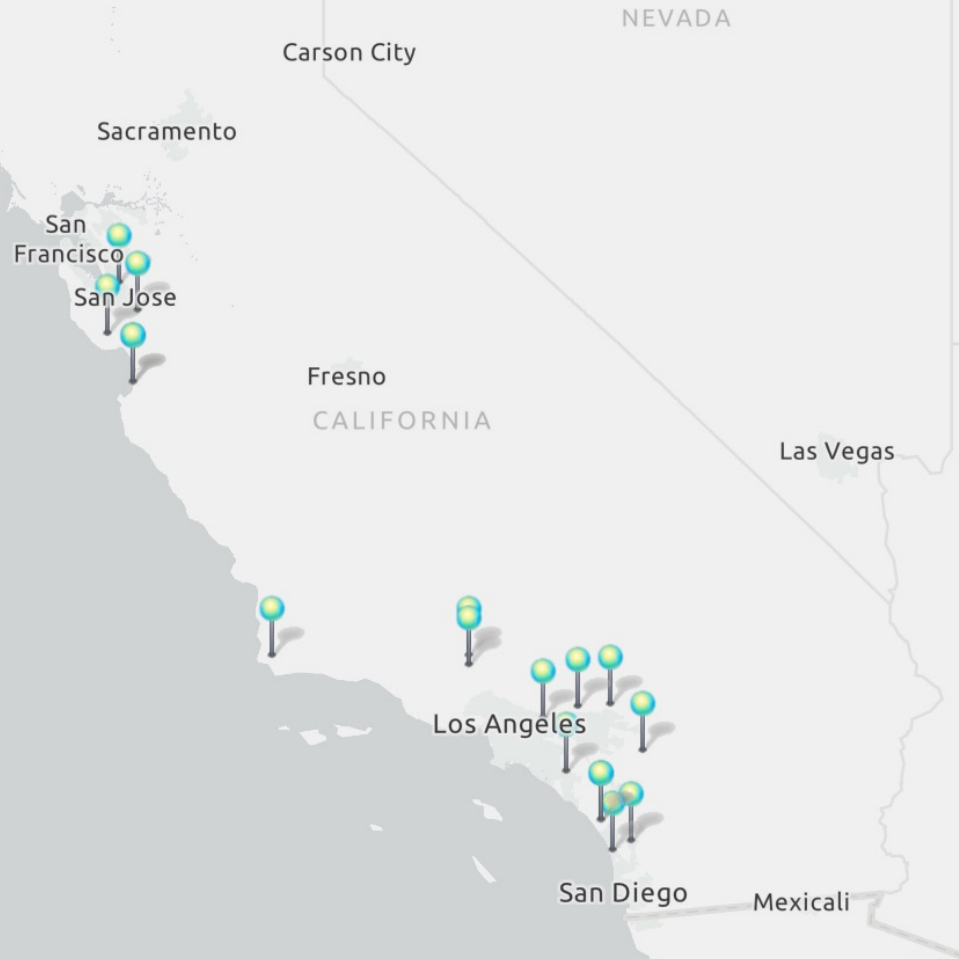 NEVADA
Carson City
Sacramento
San
Francisco
San Jose
Fresno
CALIFORNIA
Las Vegas
Los Angeles
San Diego
Mexicali